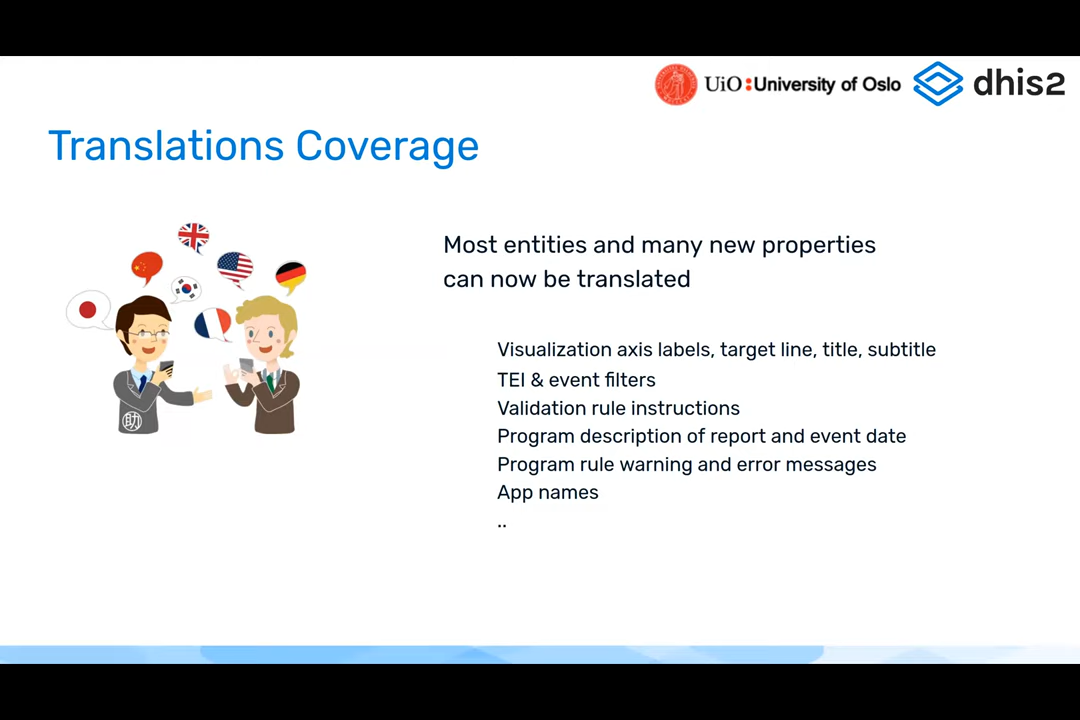 UiO:University of Oslo
dhis2
Translations Coverage
Most entities and many new properties
can now be translated
Visualization axis labels, target line, title, subtitle
TEI & event filters
Validation rule instructions
Program description of report and event date
Program rule warning and error messages
App names
..
助